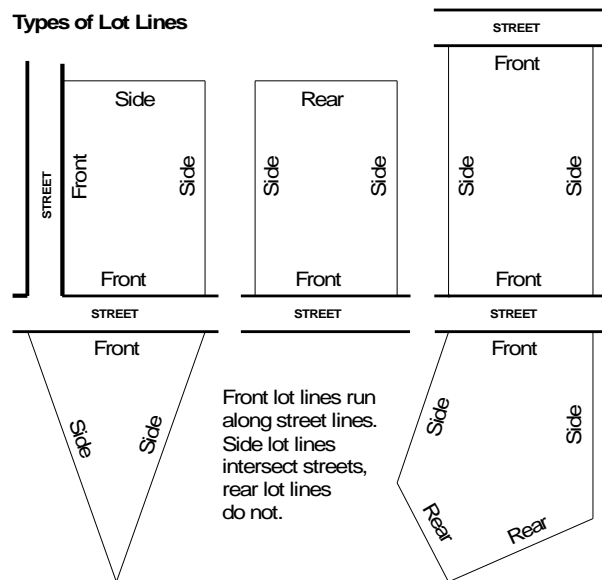 Types of Lot Lines
STREET
Front
Side
Rear
STREET
Front
Side
Side
Side
Side
Side
Front
Front
Front
STREET
STREET
STREET
Front
Front
Side
Side
Side
Side
Rear
Rear
Front lot lines run
along street lines.
Side lot lines
intersect streets,
rear lot lines
do not.